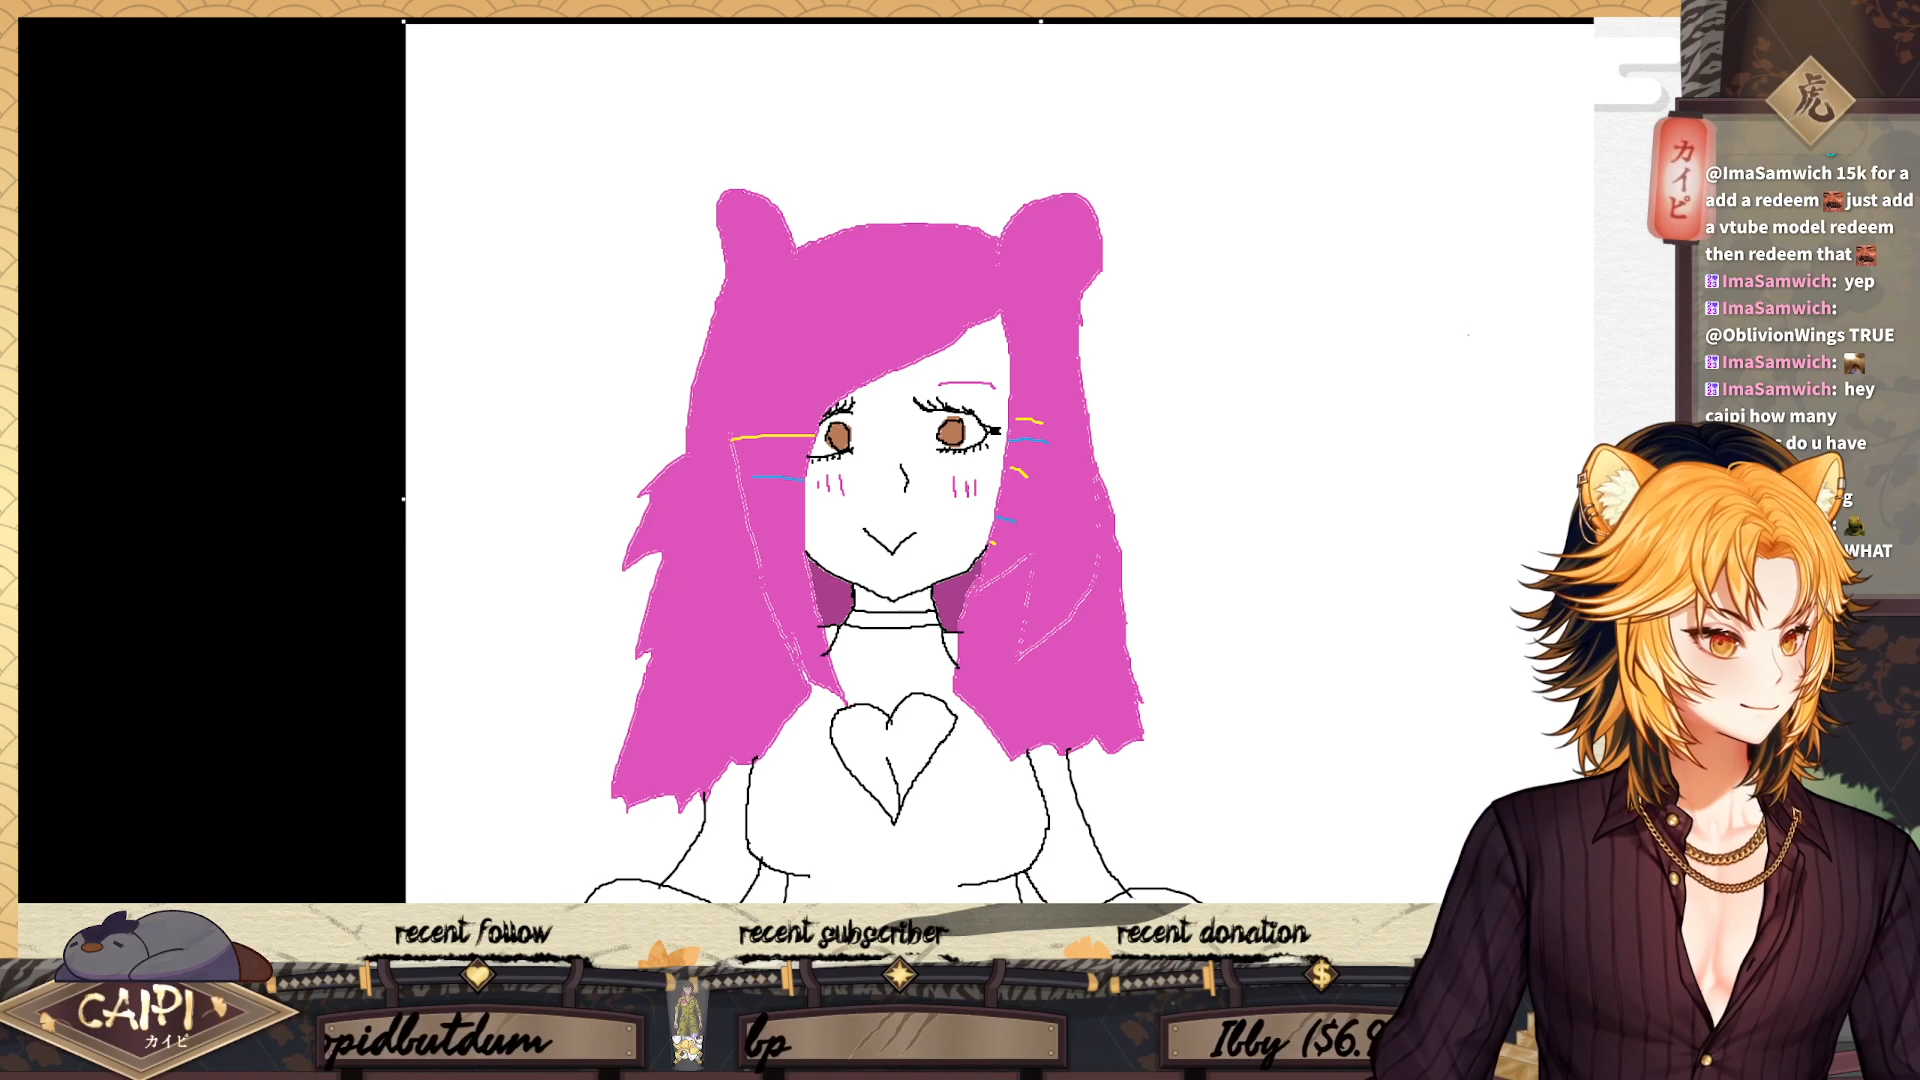 虎
カイピ
@ImaSamwich 15k for a
add a redeem just add
a vtube model redeem
then redeem that
ImaSamwich: yep
ImaSamwich:
@OblivionWings TRUE
ImaSamwich:
ImaSamwich: hey
caipi how many
do u have
g
WHAT
recent follow
recent subscriber
recent donation
CAIPI
カイピ
opidbutdum
bp
Ibby ($6.9